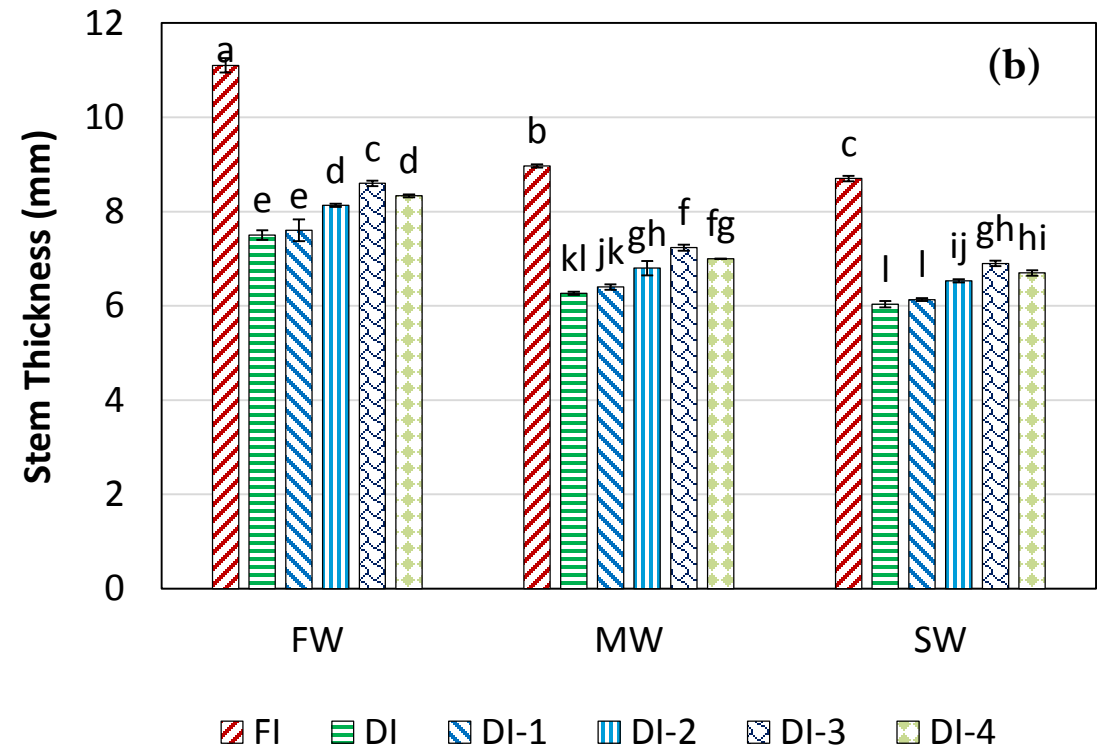 (b)
Stem Thickness (mm)
12
10
8
6
4
2
0
a
e
e
d
c
d
b
kl
jk
gh
f
fg
c
l
l
ij
gh
hi
FW MW SW
FI DI DI-1 DI-2 DI-3 DI-4